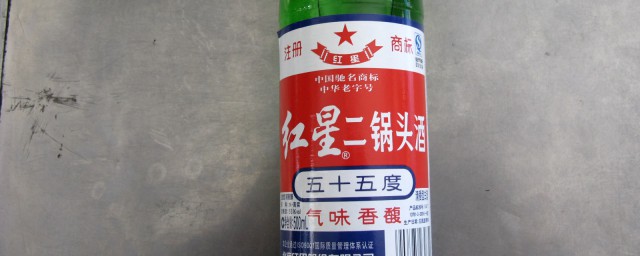 注册 商标
红星
中国驰名商标
中华老字号
红星二锅头酒
®
五十五度
气味香馥
500mL